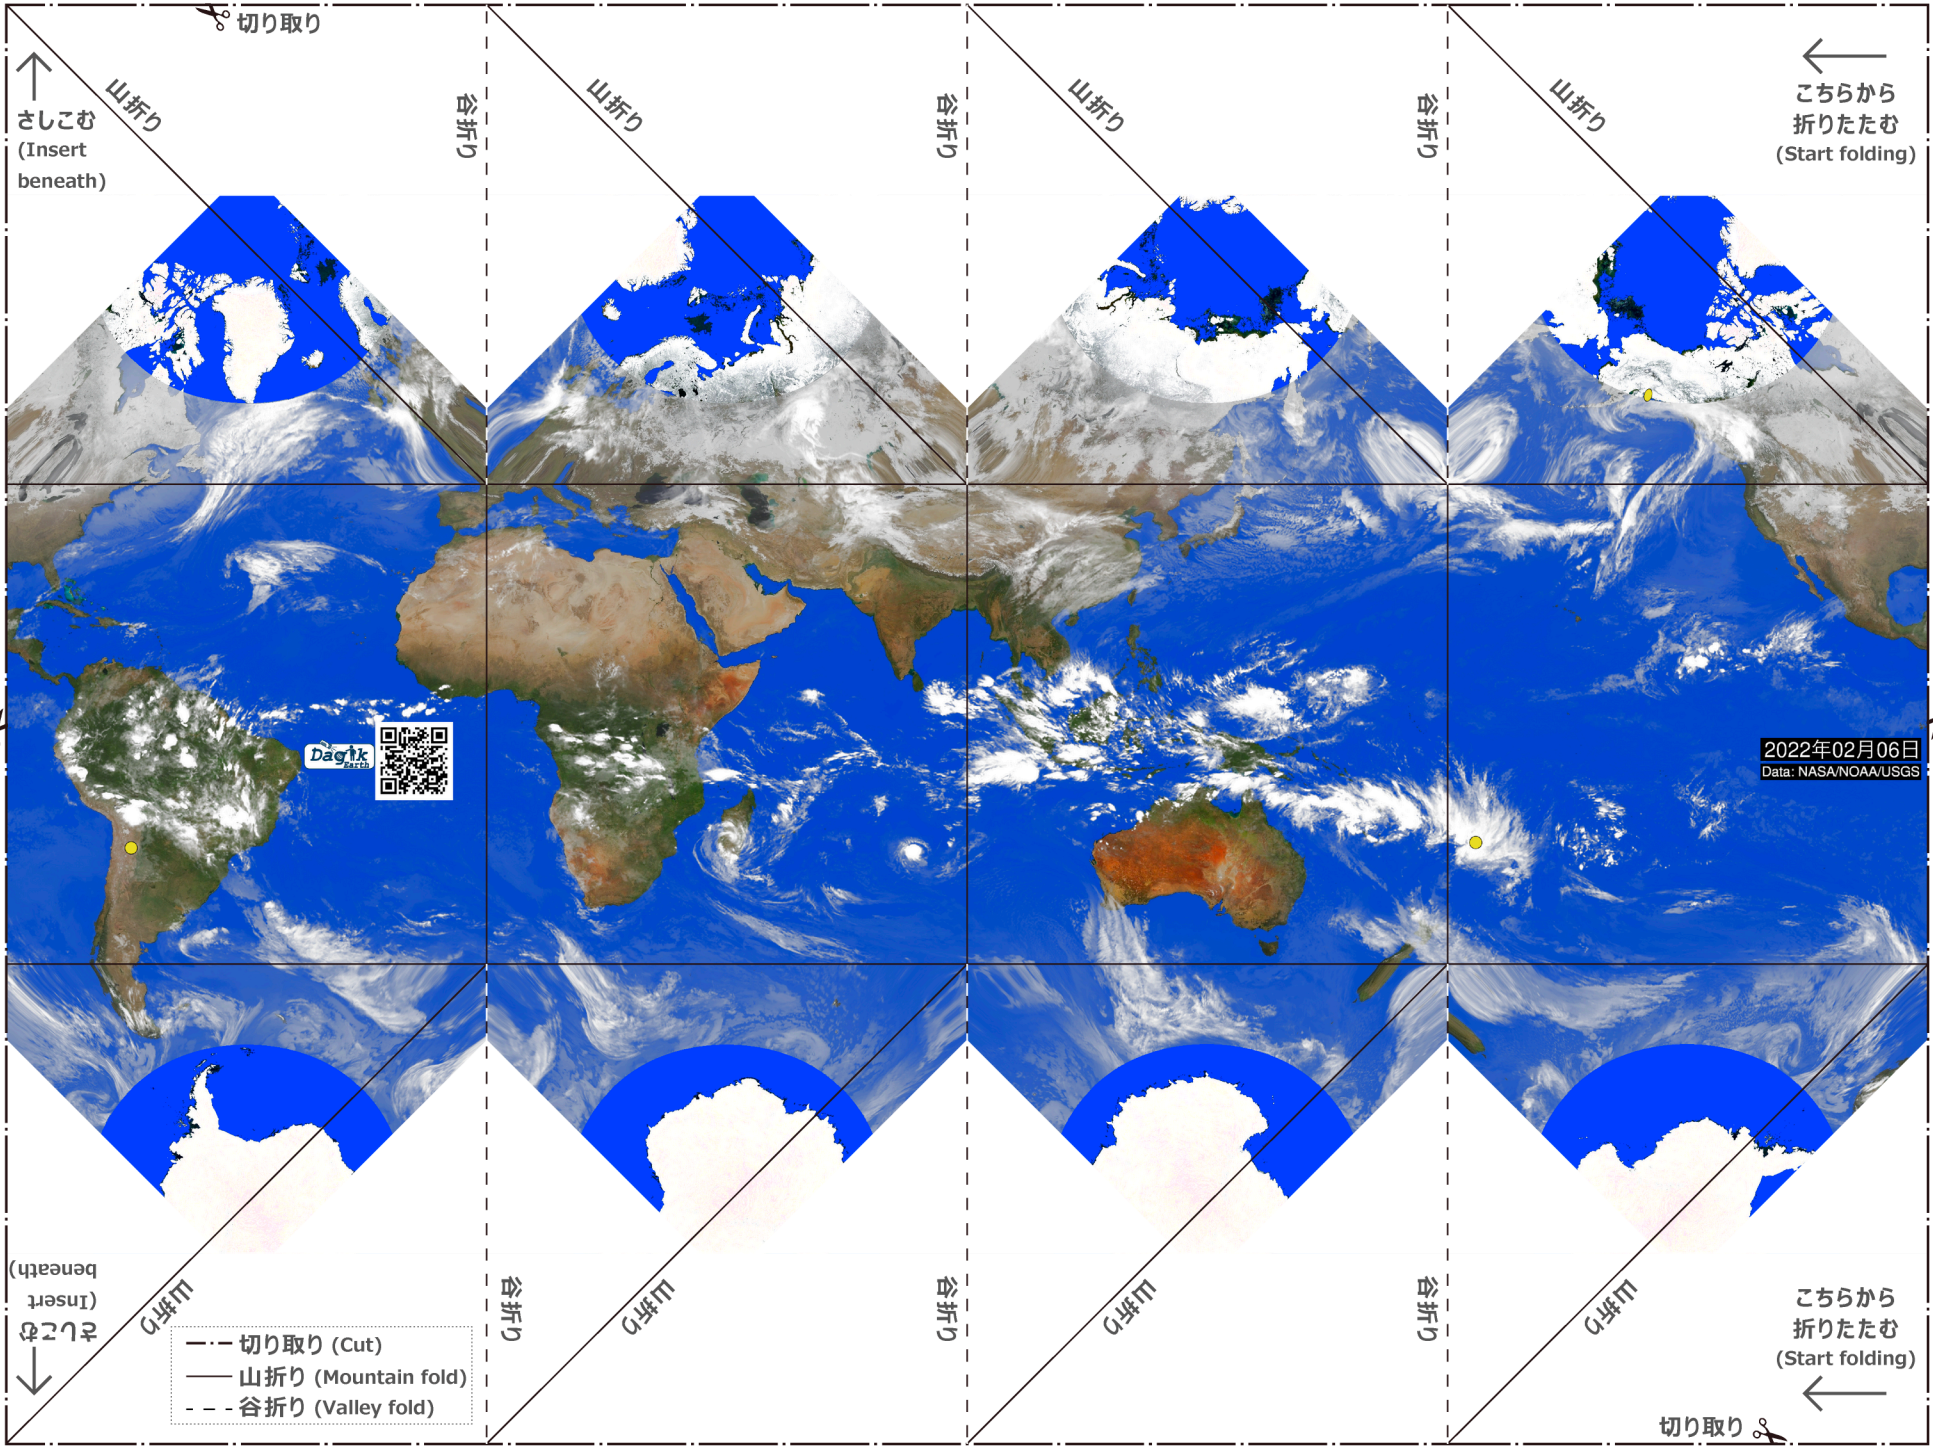 切り取り
山折り
谷折り
山折り
谷折り
山折り
谷折り
山折り
さしこむ
(Insert
beneath)
こちらから
折りたたむ
(Start folding)
Dagik
Earth
2022年02月06日
Data: NASA/NOAA/USGS
さしこむ
(Insert
beneath)
山折り
谷折り
山折り
谷折り
山折り
谷折り
山折り
切り取り (Cut)
山折り (Mountain fold)
谷折り (Valley fold)
こちらから
折りたたむ
(Start folding)
切り取り